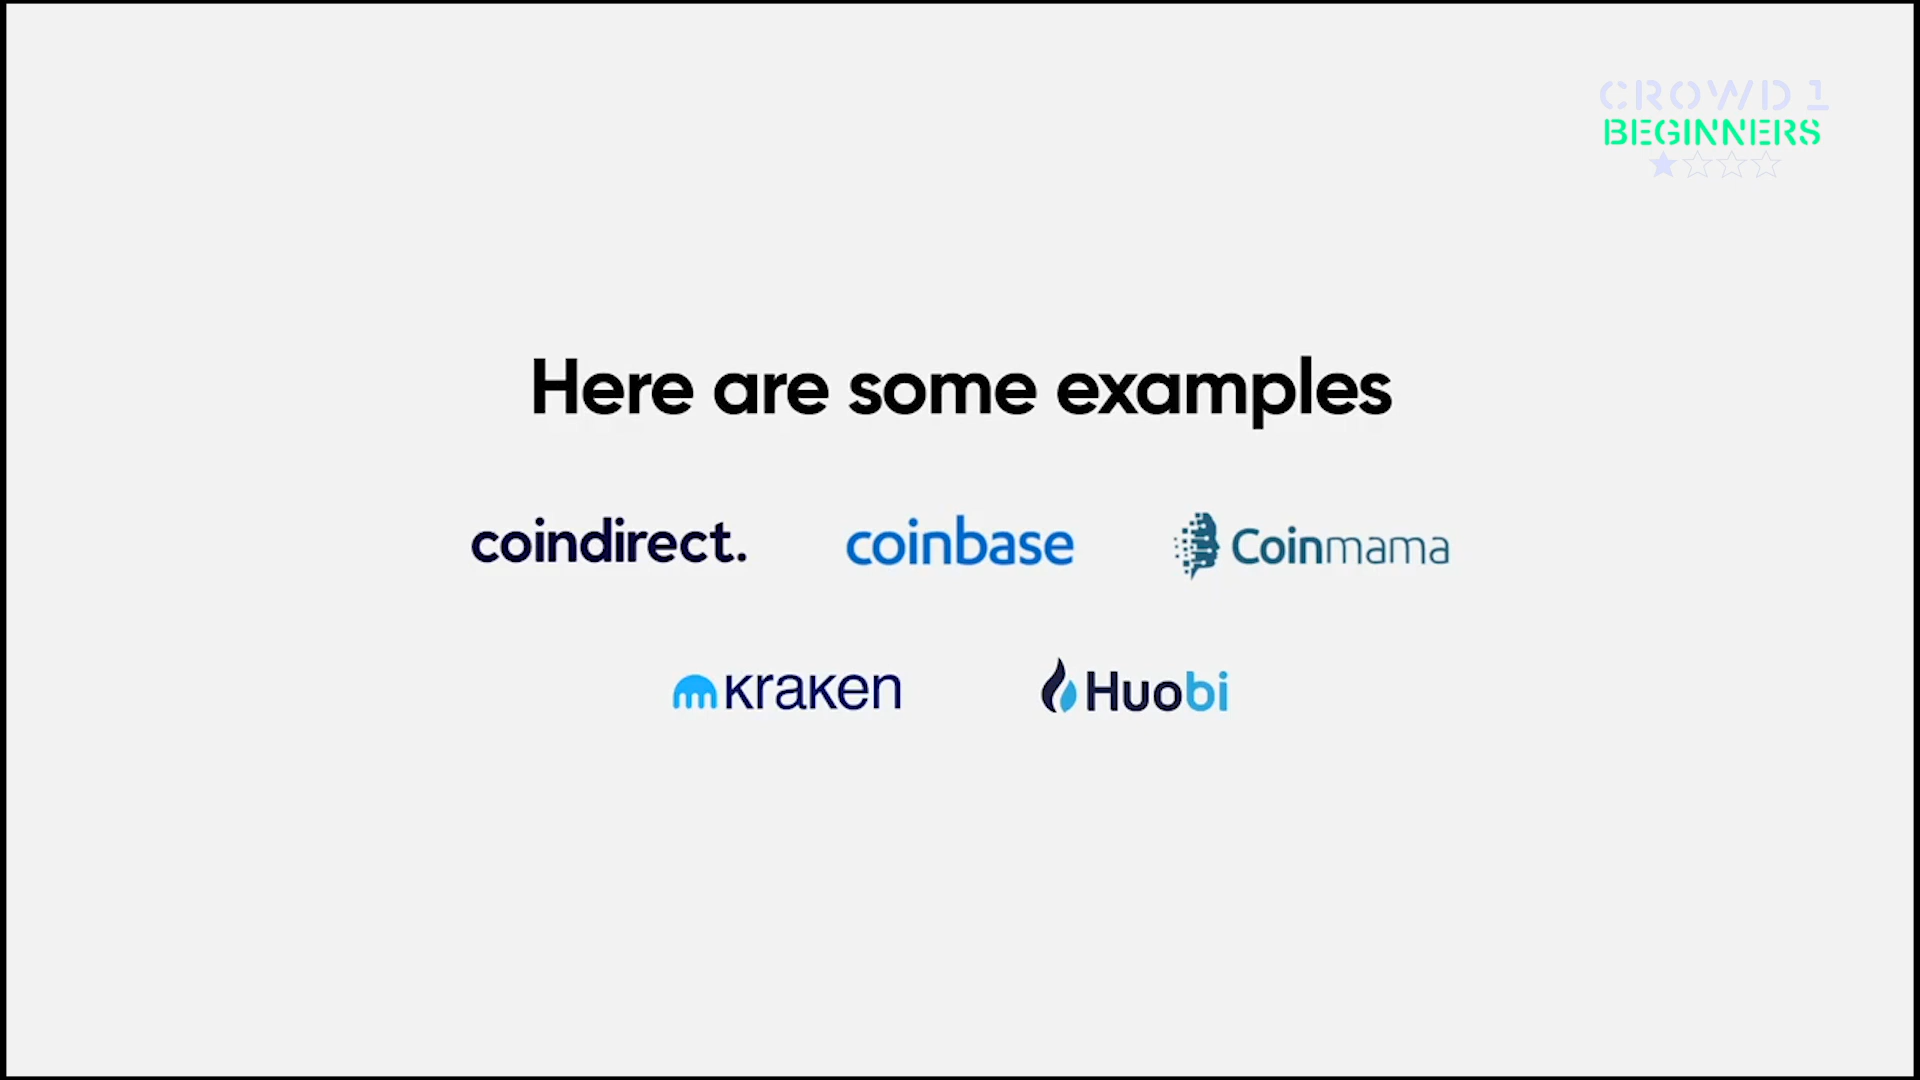 CROWD 1
BEGINNERS
Here are some examples
coindirect.
coinbase
Coinmama
kraken
Huobi